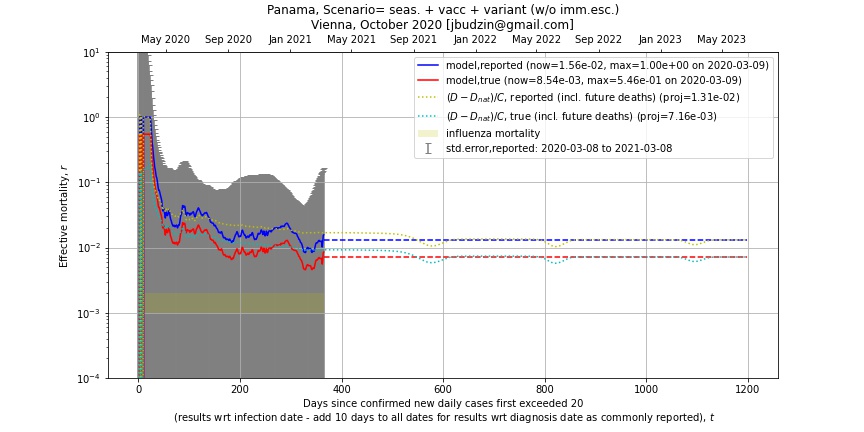 Panama, Scenario= seas. + vacc + variant (w/o imm.esc.)
Vienna, October 2020 [jbudzin@gmail.com]
May 2020 Sep 2020 Jan 2021 May 2021 Sep 2021 Jan 2022 May 2022 Sep 2022 Jan 2023 May 2023
model,reported (now=1.56e-02, max=1.00e+00 on 2020-03-09)
model,true (now=8.54e-03, max=5.46e-01 on 2020-03-09)
(D − D_nat)/C, reported (incl. future deaths) (proj=1.31e-02)
(D − D_nat)/C, true (incl. future deaths) (proj=7.16e-03)
influenza mortality
std.error,reported: 2020-03-08 to 2021-03-08
Effective mortality, r
10^1
10^0
10^−1
10^−2
10^−3
10^−4
0 200 400 600 800 1000 1200
Days since confirmed new daily cases first exceeded 20
(results wrt infection date - add 10 days to all dates for results wrt diagnosis date as commonly reported), t